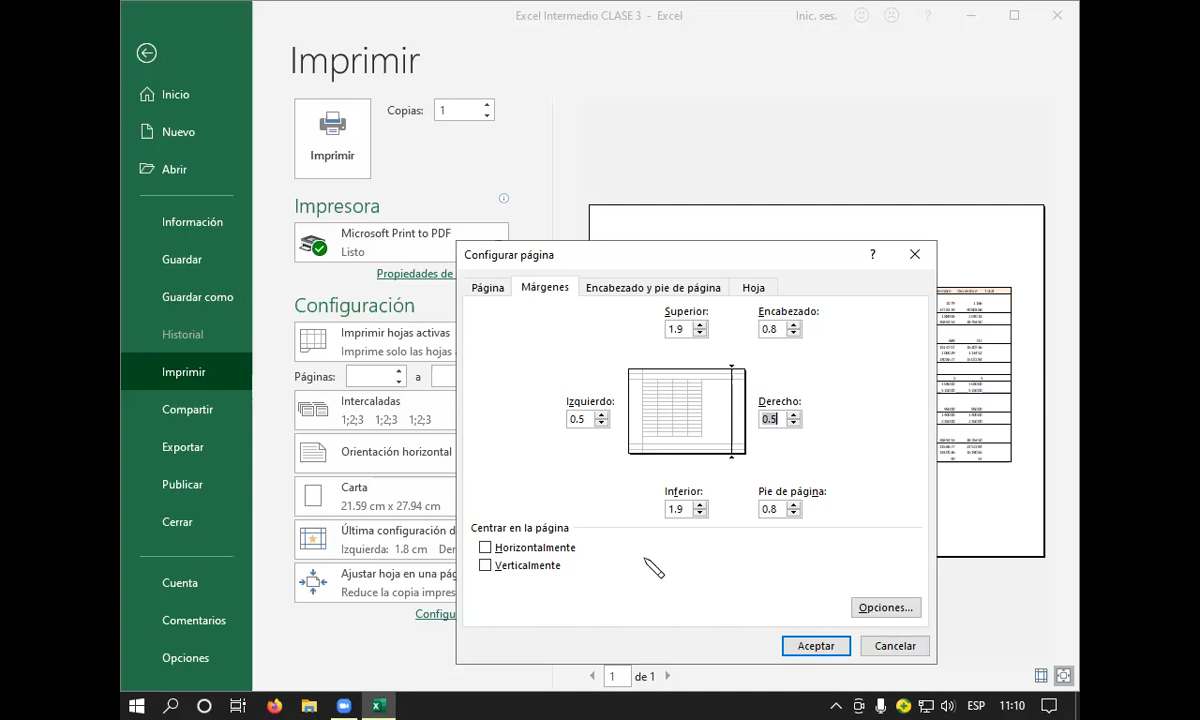 Excel Intermedio CLASE 3 - Excel
Inic. ses.
?
Imprimir
Inicio
Nuevo
Abrir
Información
Guardar
Guardar como
Historial
Imprimir
Compartir
Exportar
Publicar
Cerrar
Cuenta
Comentarios
Opciones
Imprimir
Copias: 1
Impresora
Microsoft Print to PDF
Listo
Propiedades de
Configuración
Imprimir hojas activas
Imprime solo las hojas
Páginas: a
Intercaladas
1;2;3 1;2;3 1;2;3
Orientación horizontal
Carta
21.59 cm x 27.94 cm
Última configuración d
Izquierda: 1.8 cm Der
Ajustar hoja en una pág
Reduce la copia impres
Configu
Configurar página
?
Página
Márgenes
Encabezado y pie de página
Hoja
Superior:
1.9
Encabezado:
0.8
Izquierdo:
0.5
Derecho:
0.5
Inferior:
1.9
Pie de página:
0.8
Centrar en la página
Horizontalmente
Verticalmente
Opciones...
Aceptar
Cancelar
1 de 1
ESP
11:10